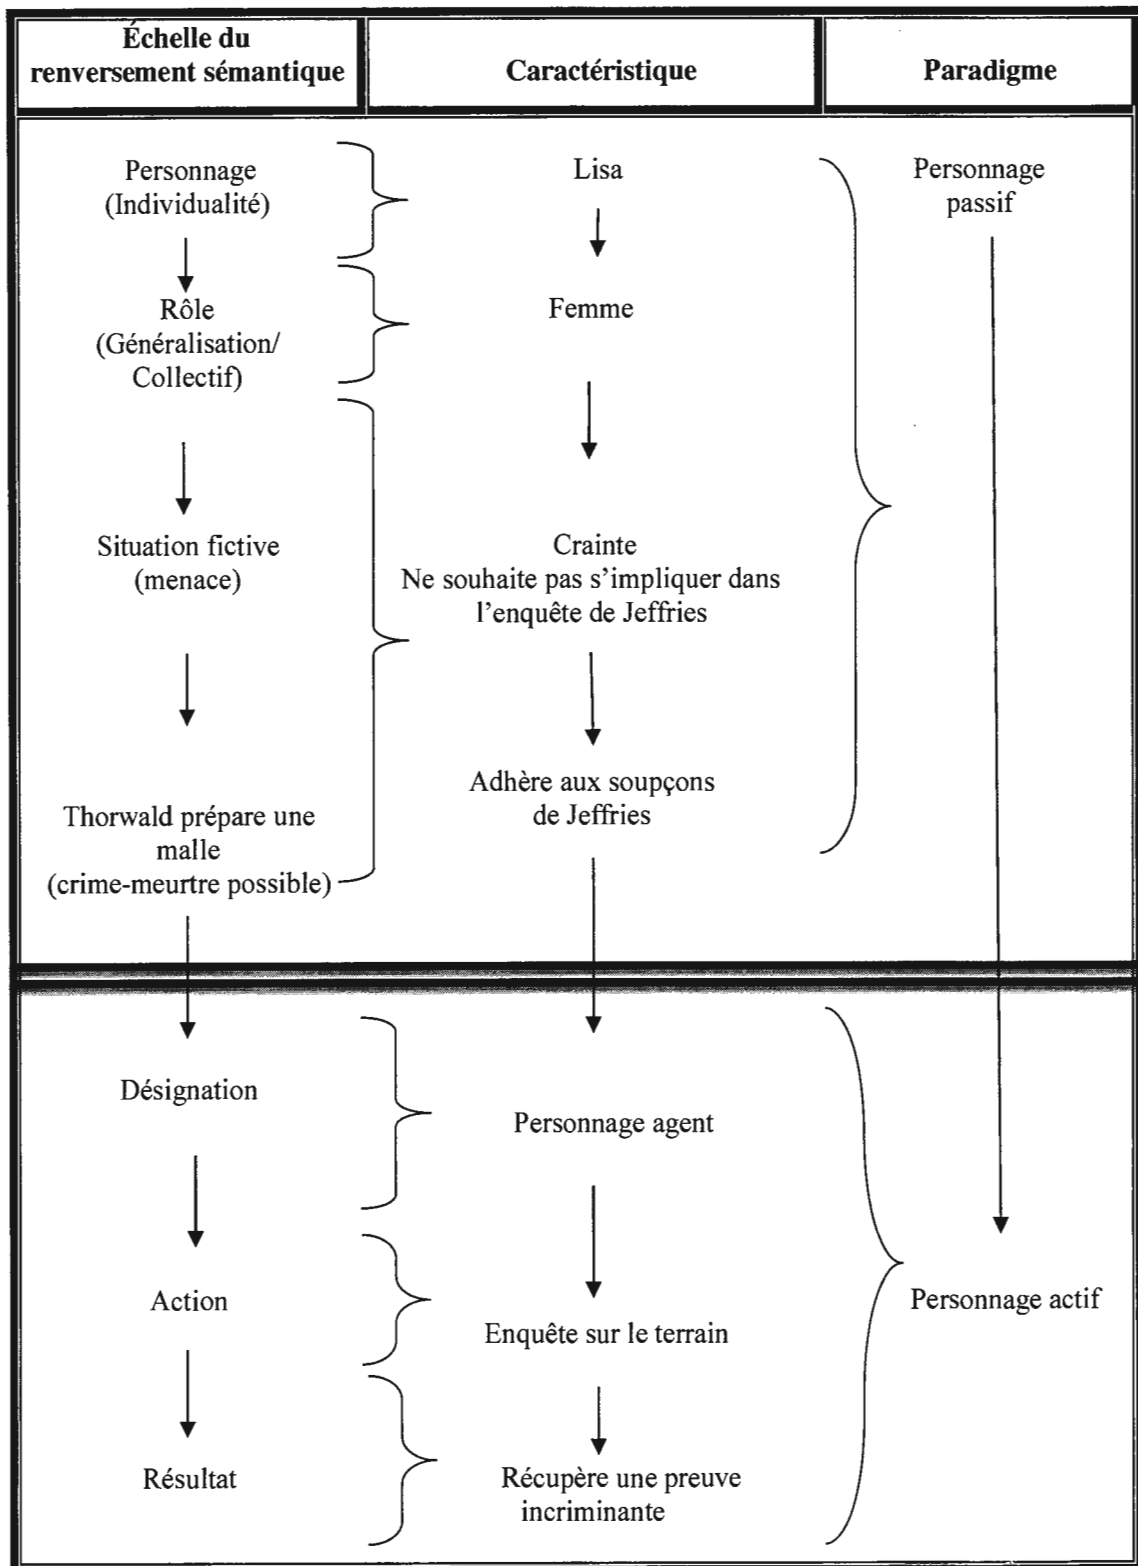 Échelle du
renversement sémantique
Caractéristique
Paradigme
Personnage
(Individualité)
Lisa
Personnage
passif
Rôle
(Généralisation/
Collectif)
Femme
Situation fictive
(menace)
Crainte
Ne souhaite pas s’impliquer dans
l’enquête de Jeffries
Thorwald prépare une
malle
(crime-meurtre possible)
Adhère aux soupçons
de Jeffries
Désignation
Personnage agent
Action
Enquête sur le terrain
Personnage actif
Résultat
Récupère une preuve
incriminante